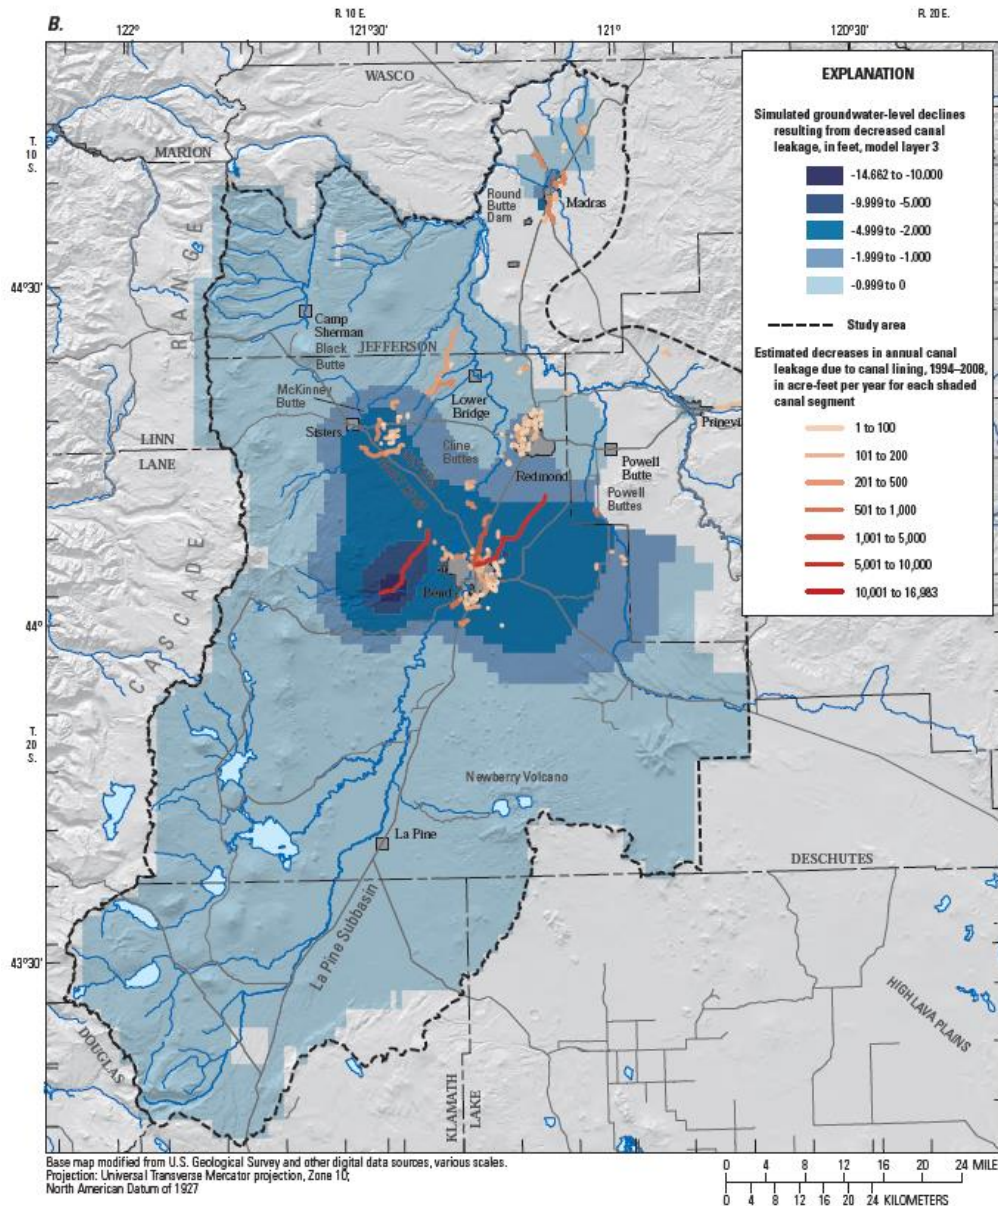 B.
R. 10 E.
R. 20 E.
122°
121°30'
121°
120°30'
WASCO
T.
10
S.
MARION
Round
Butte
Dam
Madras
44°30'
Camp
Sherman
Black
Butte
JEFFERSON
McKinney
Butte
Lower
Bridge
Sisters
Cline
Buttes
LINN
LANE
Redmond
Powell
Butte
Powell
Buttes
Bend
44°
CASCADE RANGE
T.
20
S.
Newberry Volcano
La Pine
DESCHUTES
La Pine Subbasin
43°30'
HIGH LAVA PLAINS
DOUGLAS
KLAMATH
LAKE
EXPLANATION
Simulated groundwater-level declines
resulting from decreased canal
leakage, in feet, model layer 3
-14.662 to -10.000
-9.999 to -5.000
-4.999 to -2.000
-1.999 to -1.000
-0.999 to 0
Study area
Estimated decreases in annual canal
leakage due to canal lining, 1994–2008,
in acre-feet per year for each shaded
canal segment
1 to 100
101 to 200
201 to 500
501 to 1,000
1,001 to 5,000
5,001 to 10,000
10,001 to 16,983
Base map modified from U.S. Geological Survey and other digital data sources, various scales.
Projection: Universal Transverse Mercator projection, Zone 10;
North American Datum of 1927
0 4 8 12 16 20 24 MILE
0 4 8 12 16 20 24 KILOMETERS